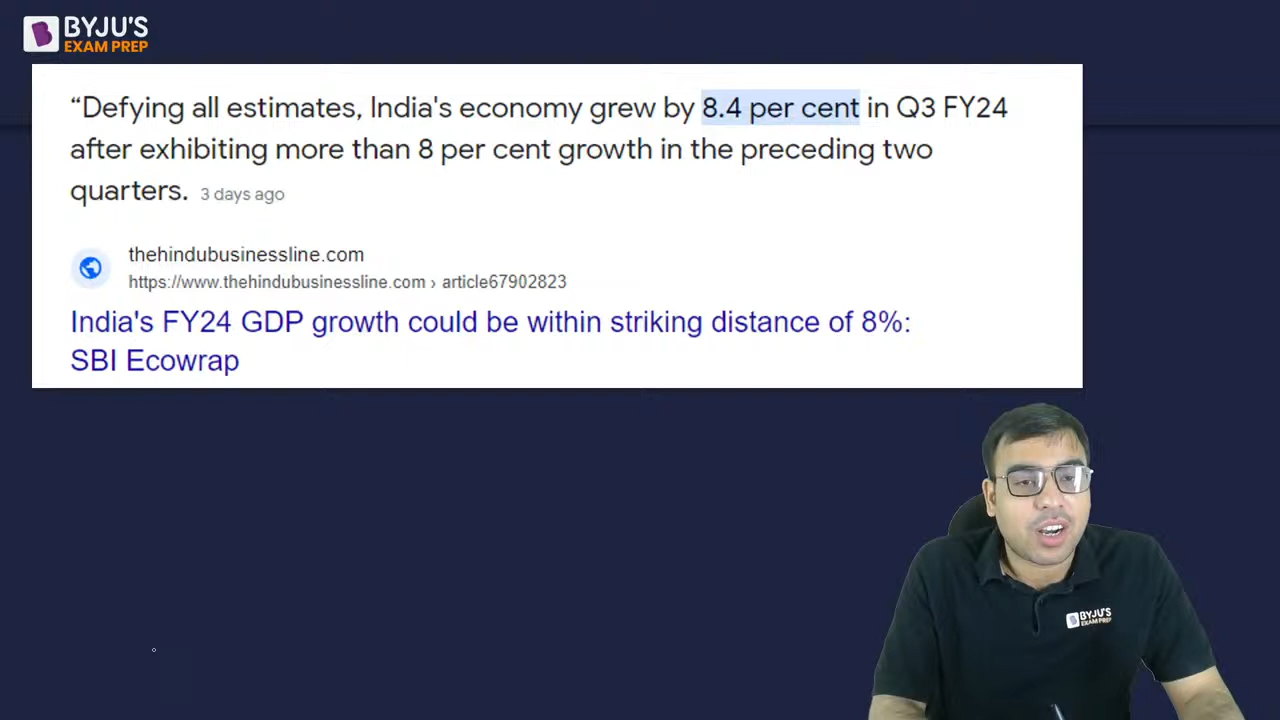 BYJU'S
EXAM PREP
“Defying all estimates, India's economy grew by 8.4 per cent in Q3 FY24
after exhibiting more than 8 per cent growth in the preceding two
quarters. 3 days ago
thehindubusinessline.com
https://www.thehindubusinessline.com › article67902823
India's FY24 GDP growth could be within striking distance of 8%:
SBI Ecowrap
BYJU'S
EXAM PREP